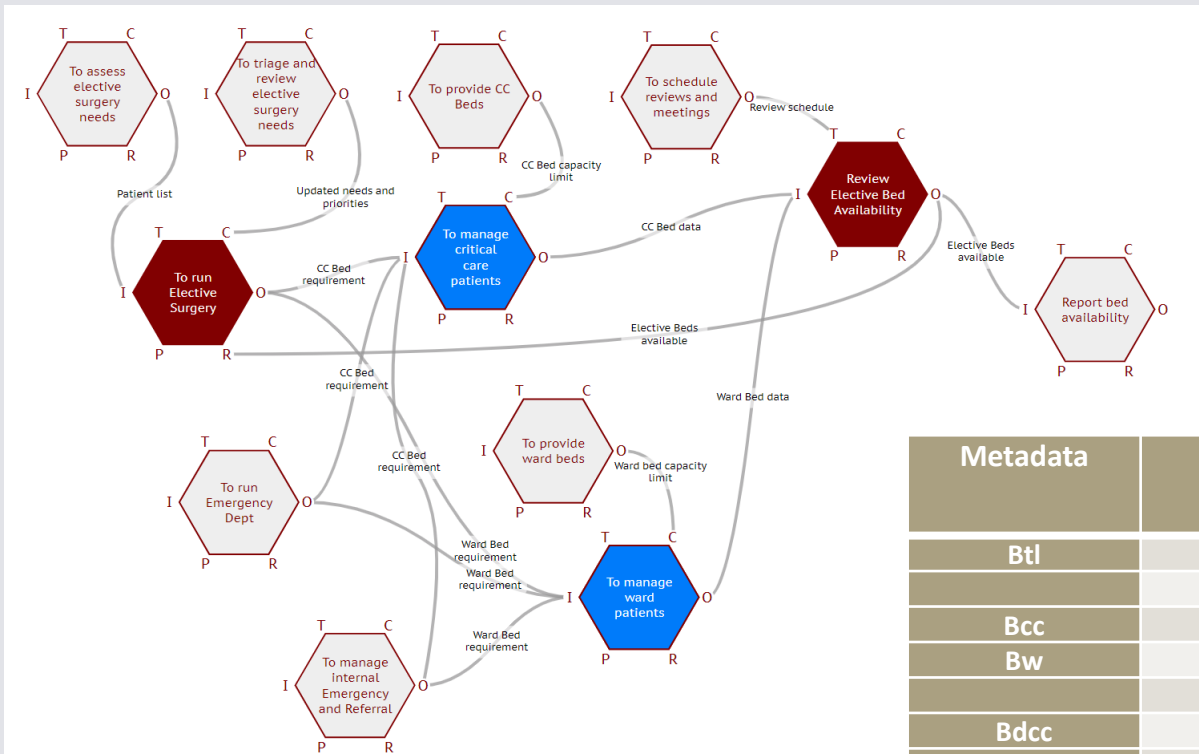 T C
I To assess elective surgery needs O
P R
T C
I To triage and review elective surgery needs O
P R
T C
I To provide CC Beds O
P R
T C
I To schedule reviews and meetings O
P R
Review schedule
Patient list
Updated needs and priorities
CC Bed capacity limit
T C
I Review Elective Bed Availability O
P R
T C
I To run Elective Surgery O
P R
CC Bed requirement
T C
I To manage critical care patients O
P R
CC Bed data
Elective Beds available
T C
I Report bed availability O
P R
Elective Beds available
CC Bed requirement
Ward Bed data
T C
I To provide ward beds O
P R
Ward bed capacity limit
CC Bed requirement
T C
I To run Emergency Dept O
P R
Ward Bed requirement
Ward Bed requirement
T C
I To manage ward patients O
P R
Ward Bed requirement
T C
I To manage internal Emergency and Referral O
P R
Metadata
Btl
Bcc
Bw
Bdcc